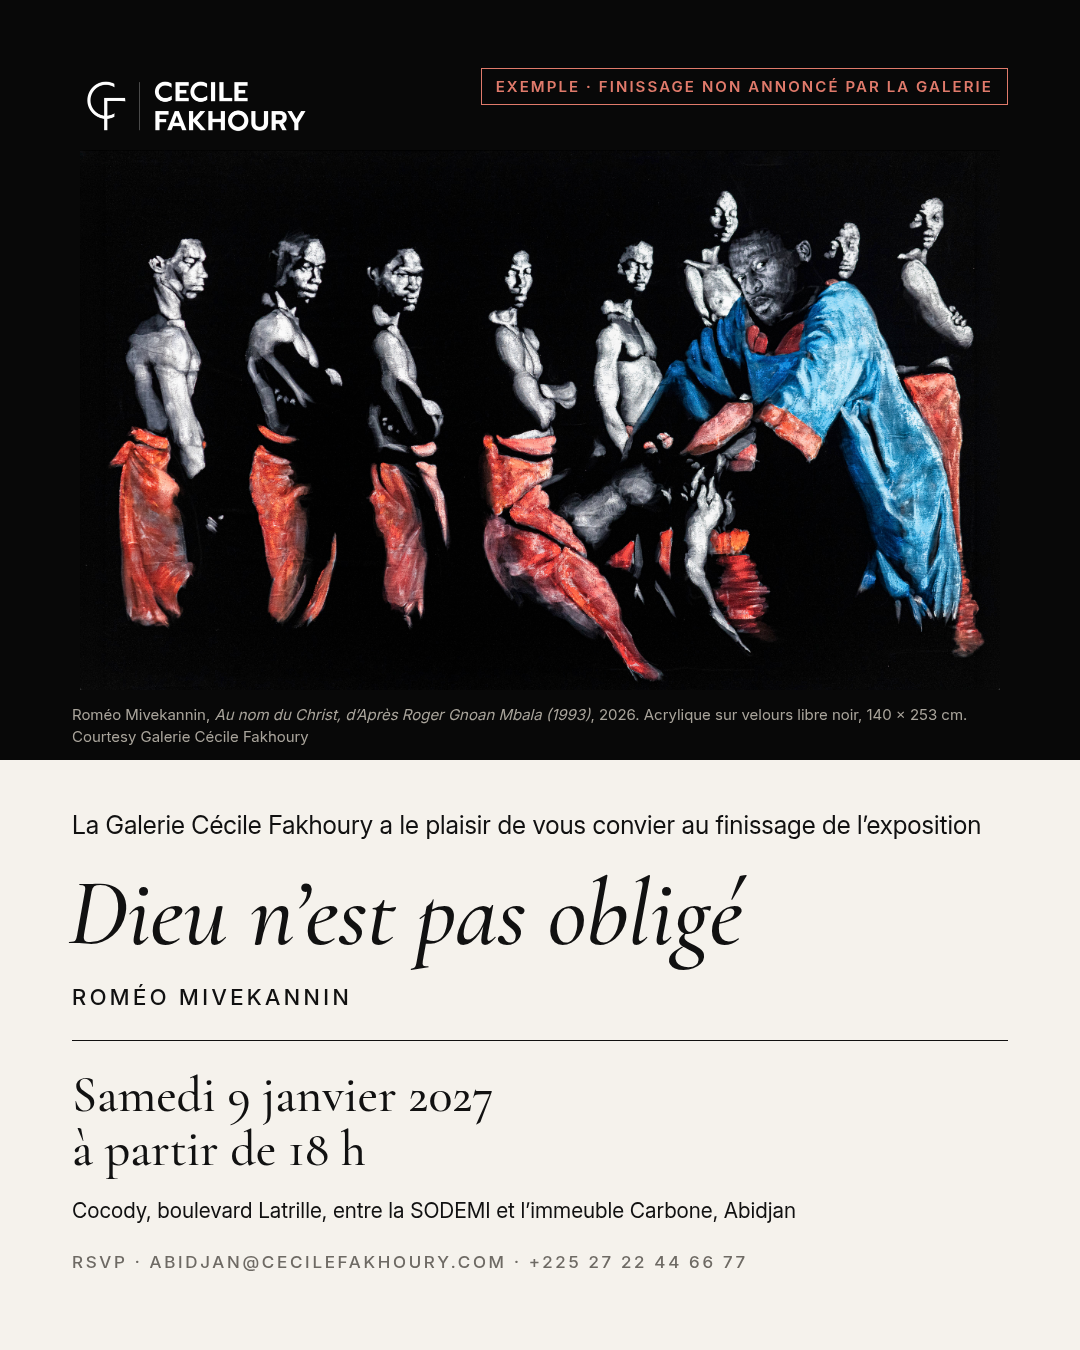 CECILE
FAKHOURY
EXEMPLE · FINISSAGE NON ANNONCÉ PAR LA GALERIE
Roméo Mivekannin, Au nom du Christ, d’Après Roger Gnoan Mbala (1993), 2026. Acrylique sur velours libre noir, 140 × 253 cm.
Courtesy Galerie Cécile Fakhoury
La Galerie Cécile Fakhoury a le plaisir de vous convier au finissage de l’exposition
Dieu n’est pas obligé
ROMÉO MIVEKANNIN
Samedi 9 janvier 2027
à partir de 18 h
Cocody, boulevard Latrille, entre la SODEMI et l’immeuble Carbone, Abidjan
RSVP · ABIDJAN@CECILEFAKHOURY.COM · +225 27 22 44 66 77